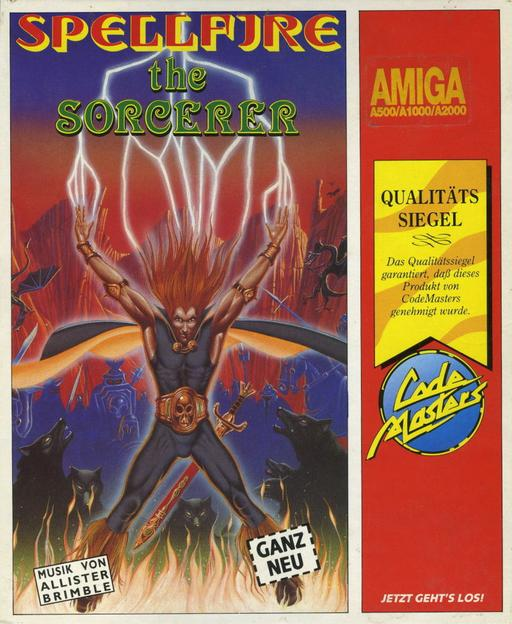 SPELLFIRE
the
SORCERER
AMIGA
A500/A1000/A2000
QUALITÄTS
SIEGEL
Das Qualitätssiegel
garantiert, daß dieses
Produkt von
CodeMasters
genehmigt wurde.
Code
Masters
MUSIK VON
ALLISTER
BRIMBLE
GANZ
NEU
JETZT GEHT'S LOS!